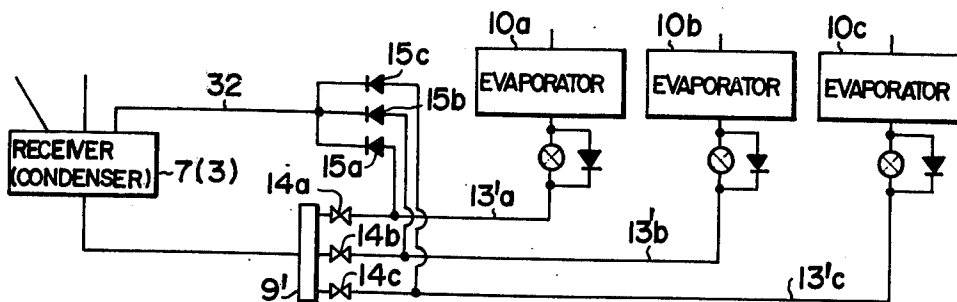 10a
10b
10c
EVAPORATOR
EVAPORATOR
EVAPORATOR
15c
15b
15a
32
RECEIVER
(CONDENSER)
7(3)
14a
14b
14c
9'
13'a
13'b
13'c